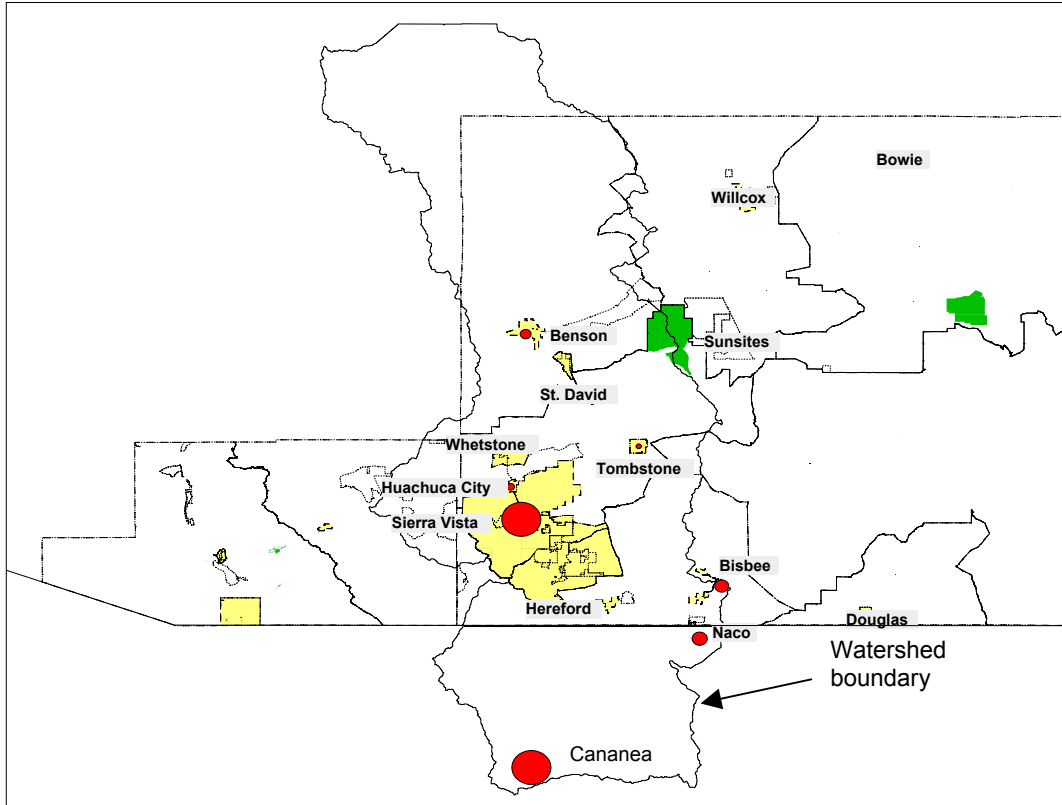 Bowie
Willcox
Benson
Sunsites
St. David
Whetstone
Tombstone
Huachuca City
Sierra Vista
Bisbee
Hereford
Douglas
Naco
Watershed
boundary
Cananea